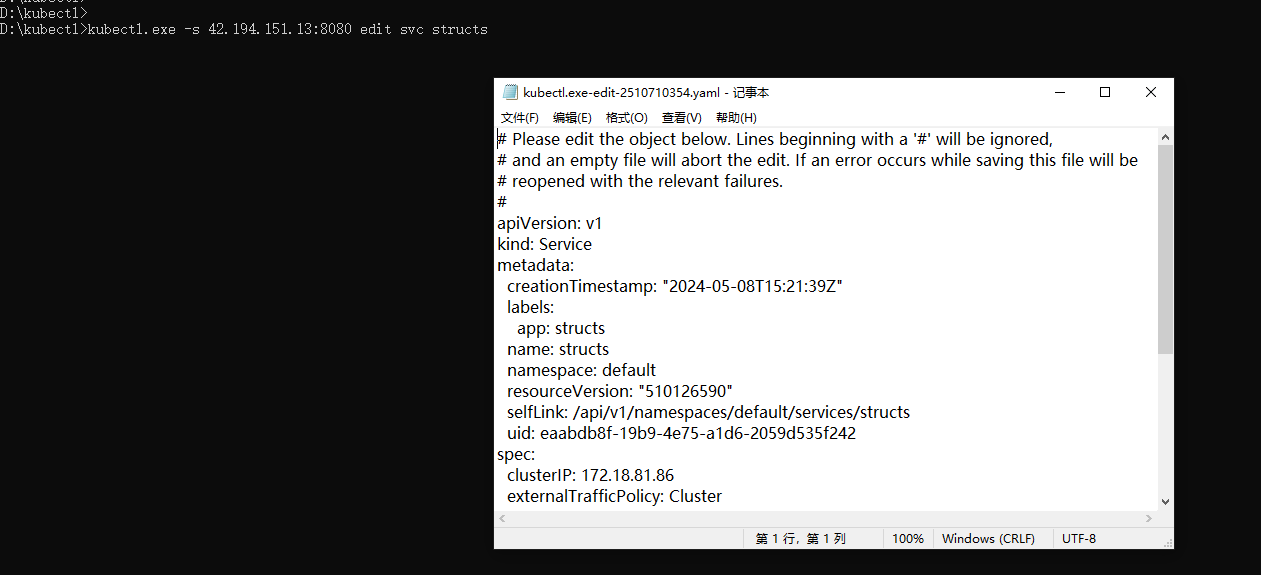 D:\kubectl>
D:\kubectl>
D:\kubectl>kubectl.exe -s 42.194.151.13:8080 edit svc structs
kubectl.exe-edit-2510710354.yaml - 记事本
文件(F) 编辑(E) 格式(O) 查看(V) 帮助(H)
# Please edit the object below. Lines beginning with a '#' will be ignored,
# and an empty file will abort the edit. If an error occurs while saving this file will be
# reopened with the relevant failures.
#
apiVersion: v1
kind: Service
metadata:
  creationTimestamp: "2024-05-08T15:21:39Z"
  labels:
    app: structs
  name: structs
  namespace: default
  resourceVersion: "510126590"
  selfLink: /api/v1/namespaces/default/services/structs
  uid: eaabdb8f-19b9-4e75-a1d6-2059d535f242
spec:
  clusterIP: 172.18.81.86
  externalTrafficPolicy: Cluster
第 1 行，第 1 列 100% Windows (CRLF) UTF-8